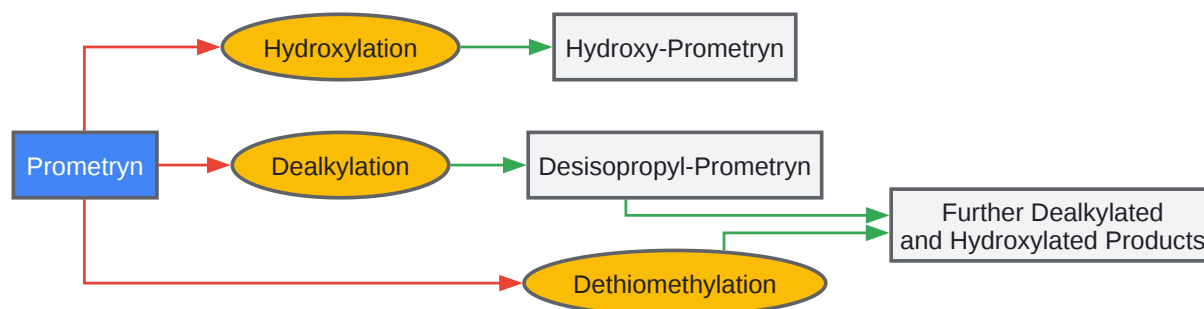 Hydroxylation
Hydroxy-Prometryn
Prometryn
Dealkylation
Desisopropyl-Prometryn
Further Dealkylated
and Hydroxylated Products
Dethiomethylation